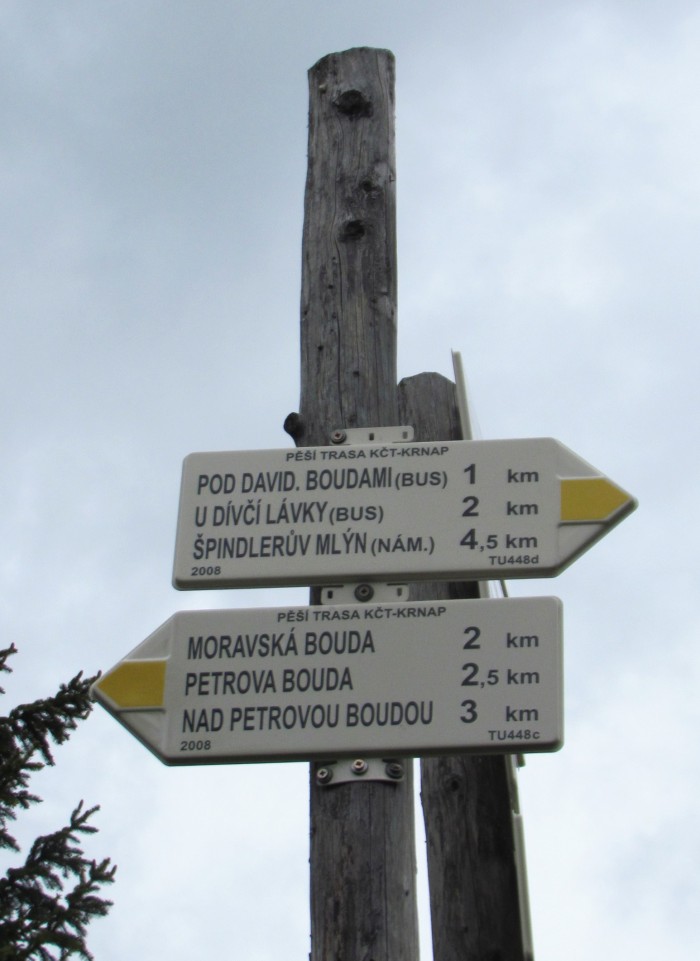 PĚŠÍ TRASA KČT-KRNAP
POD DAVID. BOUDAMI (BUS) 1 km
U DÍVČÍ LÁVKY (BUS) 2 km
ŠPINDLERŮV MLÝN (NÁM.) 4,5 km
2008 TU448d
PĚŠÍ TRASA KČT-KRNAP
MORAVSKÁ BOUDA 2 km
PETROVA BOUDA 2,5 km
NAD PETROVOU BOUDOU 3 km
2008 TU448c